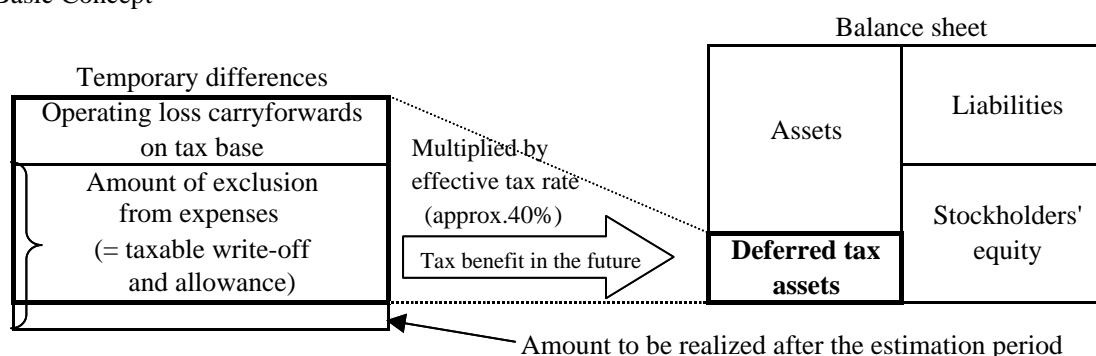 Basic Concept
Balance sheet
Temporary differences
Operating loss carryforwards
on tax base
Amount of exclusion
from expenses
(= taxable write-off
and allowance)
Multiplied by
effective tax rate
(approx.40%)
Tax benefit in the future
Assets
Liabilities
Deferred tax
assets
Stockholders'
equity
Amount to be realized after the estimation period